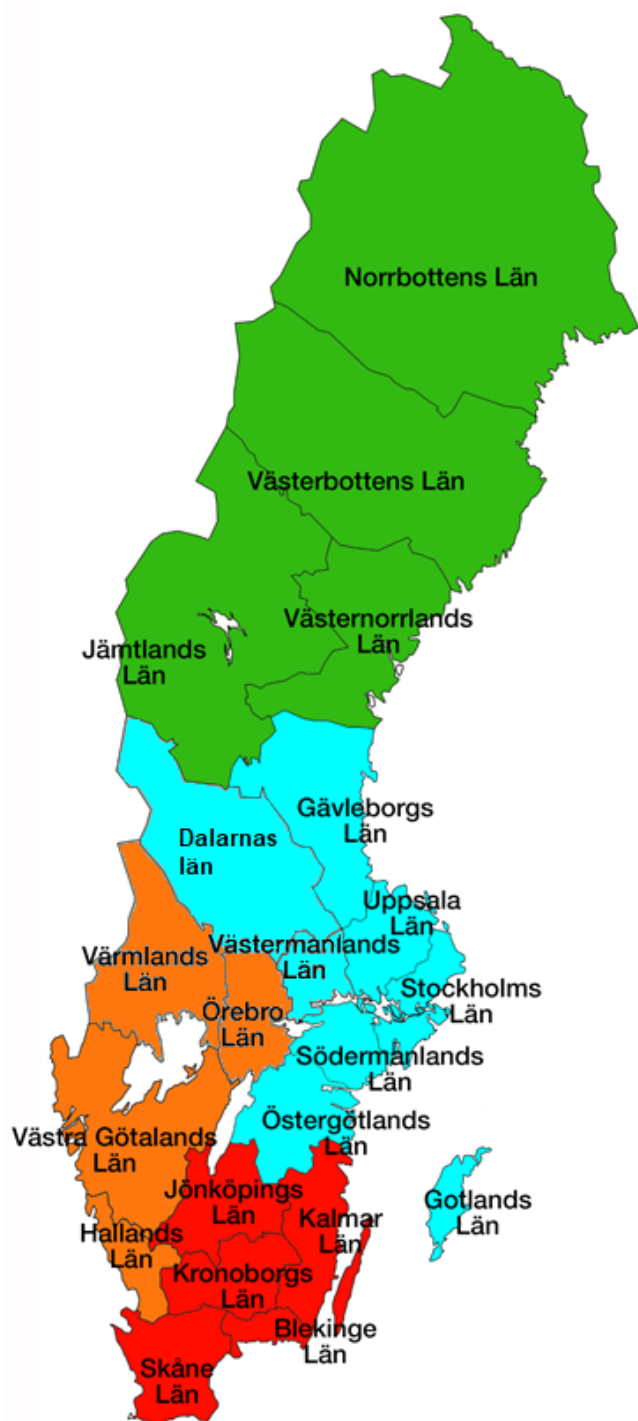 Norrbottens Län
Västerbottens Län
Västernorrlands
Län
Jämtlands
Län
Gävleborgs
Län
Dalarnas
län
Uppsala
Län
Västermanlands
Län
Värmlands
Län
Stockholms
Län
Örebro
Län
Södermanlands
Län
Östergötlands
Län
Västra Götalands
Län
Jönköpings
Län
Gotlands
Län
Kalmar
Län
Hallands
Län
Kronoborgs
Län
Blekinge
Län
Skåne
Län